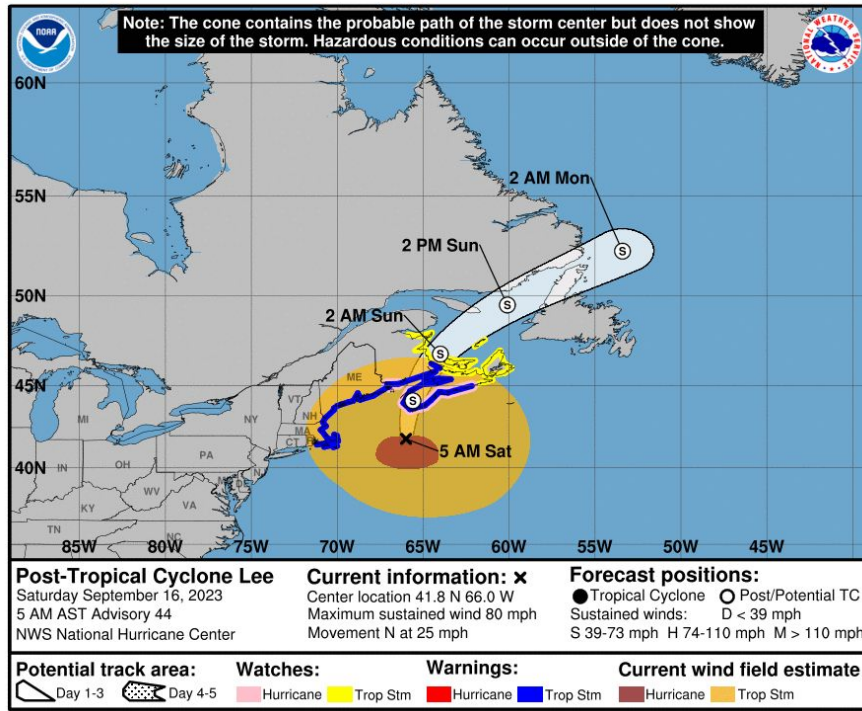 Note: The cone contains the probable path of the storm center but does not show
the size of the storm. Hazardous conditions can occur outside of the cone.
NOAA
NATIONAL WEATHER SERVICE
60N
55N
50N
45N
40N
2 AM Mon
2 PM Sun
2 AM Sun
5 AM Sat
S
S
S
S
ME
VT
NH
MA
CT
NY
MI
PA
OH
IN
WV
VA
KY
TN
NC
DE
85W
80W
75W
70W
65W
60W
55W
50W
45W
Post-Tropical Cyclone Lee
Saturday September 16, 2023
5 AM AST Advisory 44
NWS National Hurricane Center
Current information: x
Center location 41.8 N 66.0 W
Maximum sustained wind 80 mph
Movement N at 25 mph
Forecast positions:
Tropical Cyclone Post/Potential TC
Sustained winds: D < 39 mph
S 39-73 mph H 74-110 mph M > 110 mph
Potential track area:
Day 1-3 Day 4-5
Watches:
Hurricane Trop Stm
Warnings:
Hurricane Trop Stm
Current wind field estimate
Hurricane Trop Stm